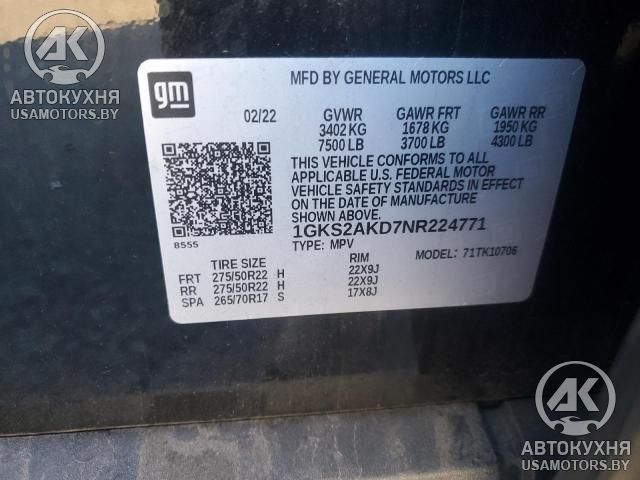 AK
АВТОКУХНЯ
USAMOTORS.BY
gm
MFD BY GENERAL MOTORS LLC
02/22 GVWR GAWR FRT GAWR RR
3402 KG 1678 KG 1950 KG
7500 LB 3700 LB 4300 LB
THIS VEHICLE CONFORMS TO ALL
APPLICABLE U.S. FEDERAL MOTOR
VEHICLE SAFETY STANDARDS IN EFFECT
ON THE DATE OF MANUFACTURE
SHOWN ABOVE.
1GKS2AKD7NR224771
8555
TYPE: MPV MODEL: 71TK10706
TIRE SIZE RIM
FRT 275/50R22 H 22X9J
RR 275/50R22 H 22X9J
SPA 265/70R17 S 17X8J
AK
АВТОКУХНЯ
USAMOTORS.BY